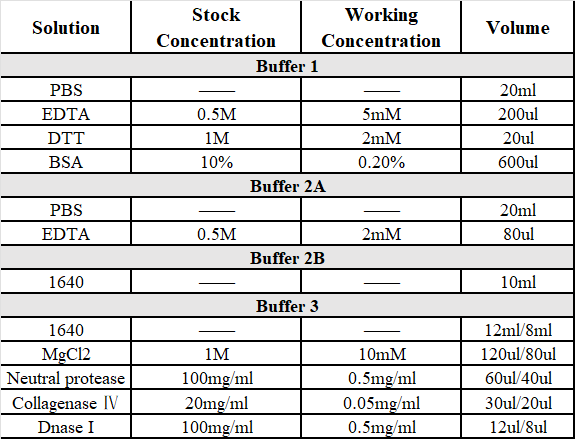 Solution Stock Concentration Working Concentration Volume
Buffer 1
PBS —— —— 20ml
EDTA 0.5M 5mM 200ul
DTT 1M 2mM 20ul
BSA 10% 0.20% 600ul
Buffer 2A
PBS —— —— 20ml
EDTA 0.5M 2mM 80ul
Buffer 2B
1640 —— —— 10ml
Buffer 3
1640 —— —— 12ml/8ml
MgCl2 1M 10mM 120ul/80ul
Neutral protease 100mg/ml 0.5mg/ml 60ul/40ul
Collagenase Ⅳ 20mg/ml 0.05mg/ml 30ul/20ul
Dnase I 100mg/ml 0.5mg/ml 12ul/8ul